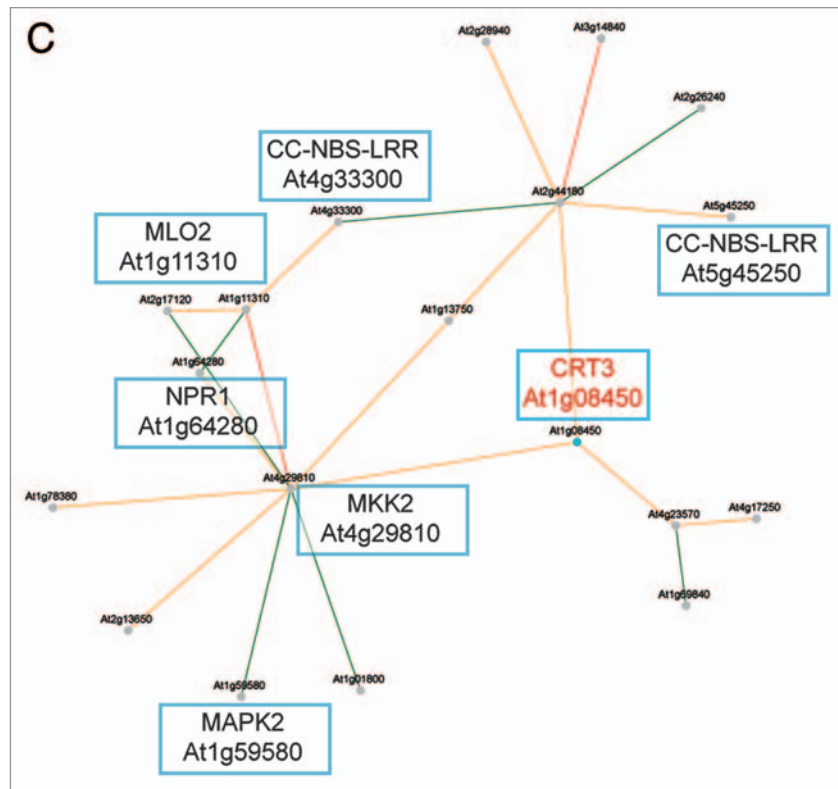 C
At2g28940
At3g14840
At2g26240
CC-NBS-LRR
At4g33300
At4g33300
At2g44180
At5g45250
CC-NBS-LRR
At5g45250
MLO2
At1g11310
At2g17120
At1g11310
At1g13750
At1g64280
NPR1
At1g64280
CRT3
At1g08450
At1g08450
At4g29810
MKK2
At4g29810
At1g78380
At4g23570
At4g17250
At1g69840
At2g13650
At1g59580
At1g01800
MAPK2
At1g59580